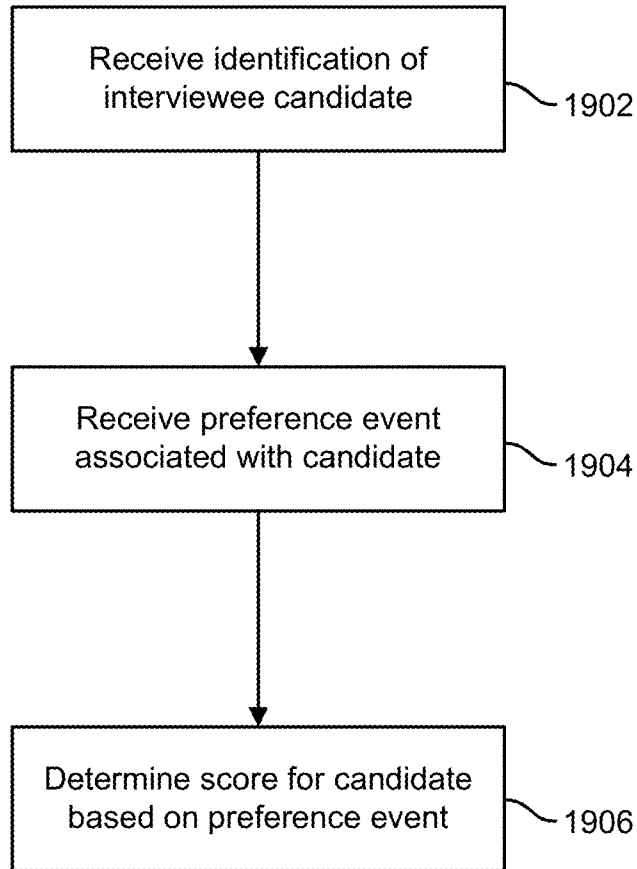 Receive identification of
interviewee candidate
1902
Receive preference event
associated with candidate
1904
Determine score for candidate
based on preference event
1906